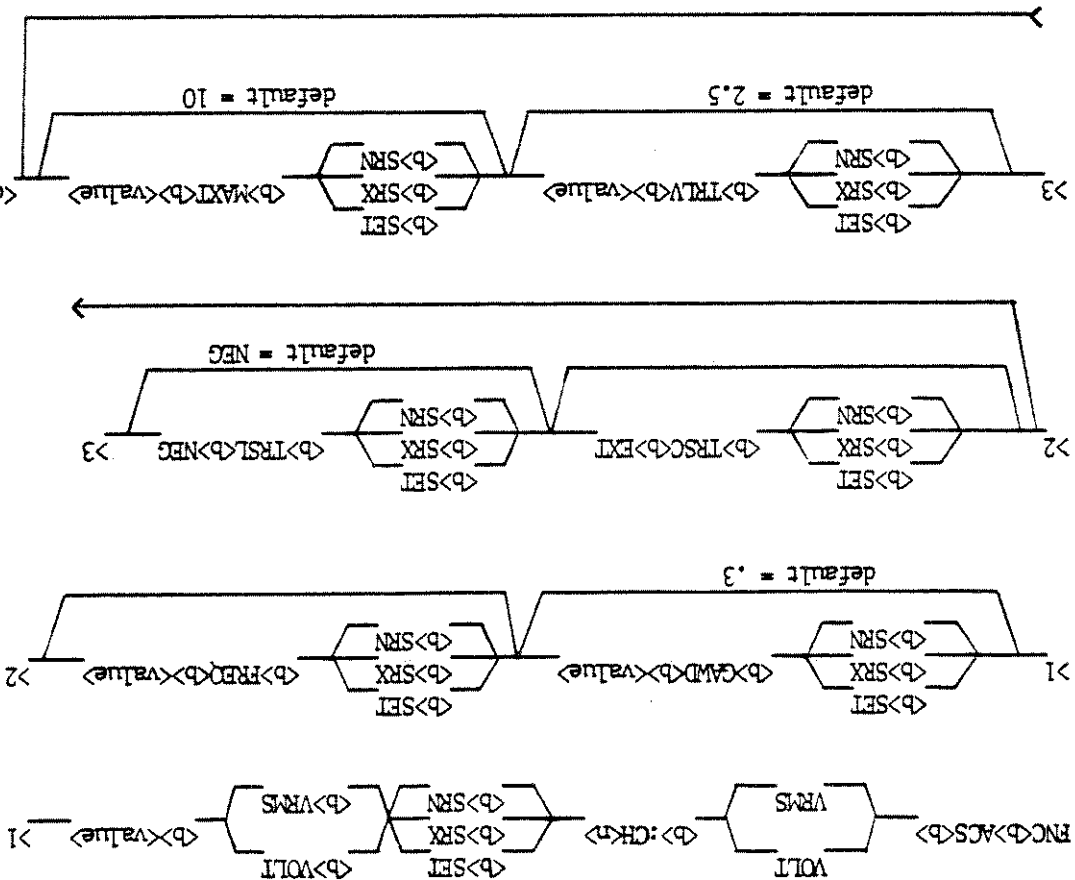 VOLT <b>SET <b>VOLT
FNC<b>ACS<b> <b>:CH<n> <b>SRX <b><value> >1
VRMS <b>SRN <b>VRMS
<b>SET <b>SET
>1 <b>SRX <b>GAWD<b><value> <b>SRX <b>FREQ<b><value> >2
<b>SRN <b>SRN
default = .3
<b>SET <b>SET
>2 <b>SRX <b>TRSC<b>EXT <b>SRX <b>TRSL<b>NEG >3
<b>SRN <b>SRN
default = NEG
<b>SET <b>SET
>3 <b>SRX <b>TRLV<b><value> <b>SRX <b>MAXT<b><value>
<b>SRN <b>SRN
default = 2.5 default = 10